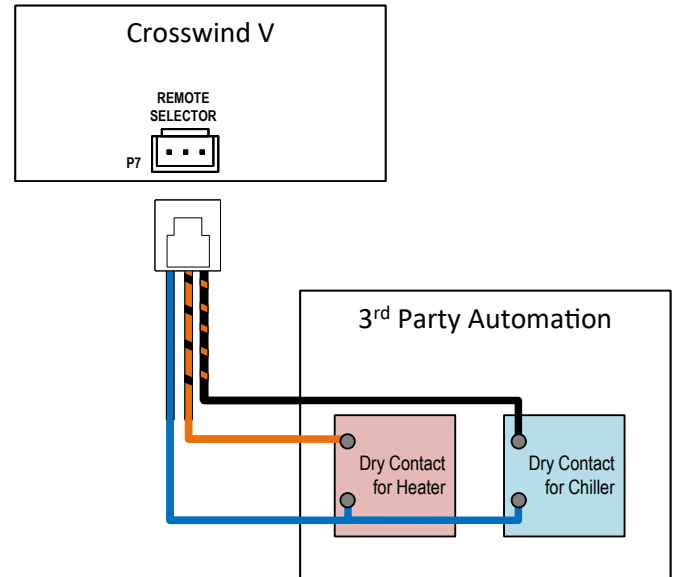 Crosswind V
REMOTE
SELECTOR
P7
3rd Party Automation
Dry Contact
for Heater
Dry Contact
for Chiller